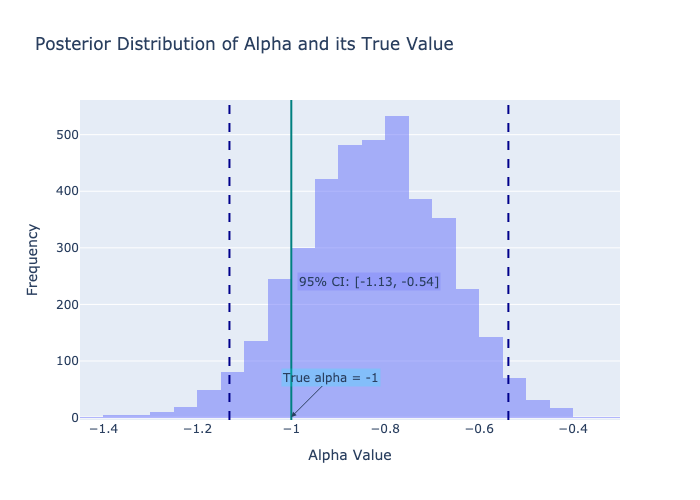 Posterior Distribution of Alpha and its True Value
Frequency
500
400
300
200
100
0
95% CI: [-1.13, -0.54]
True alpha = -1
−1.4 −1.2 −1 −0.8 −0.6 −0.4
Alpha Value